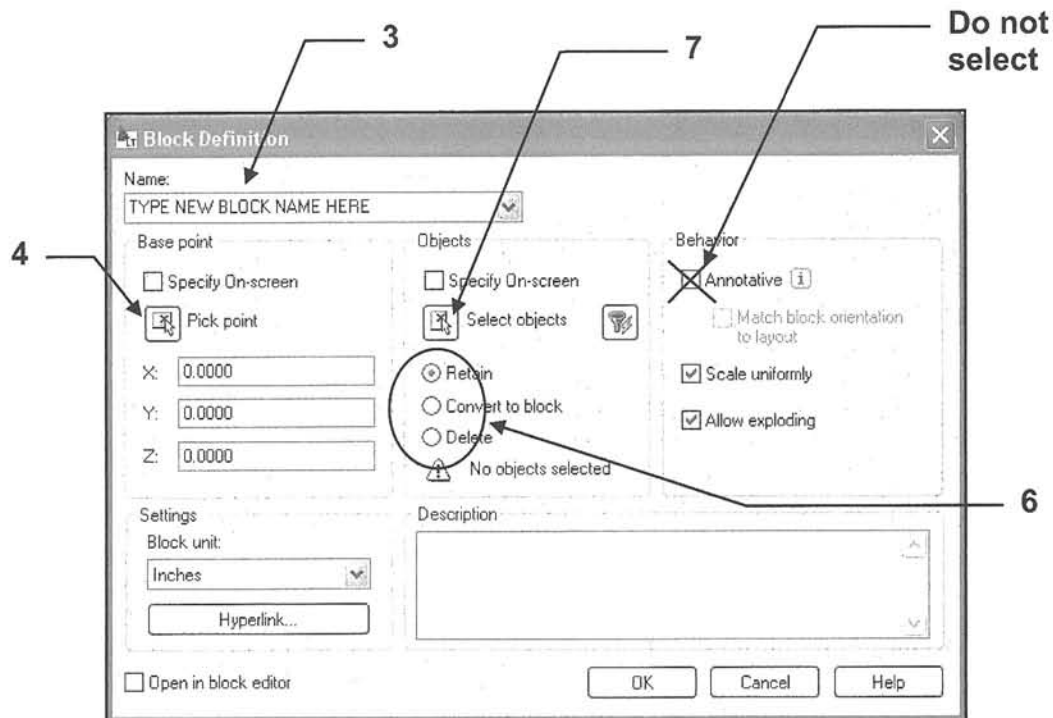 3
7
Do not
select
LT Block Definition
Name:
TYPE NEW BLOCK NAME HERE
4
Base point
Specify On-screen
Pick point
X: 0.0000
Y: 0.0000
Z: 0.0000
Objects
Specify On-screen
Select objects
Retain
Convert to block
Delete
No objects selected
Behavior
Annotative i
Match block orientation
to layout
Scale uniformly
Allow exploding
6
Settings
Block unit:
Inches
Hyperlink...
Description
Open in block editor
OK
Cancel
Help